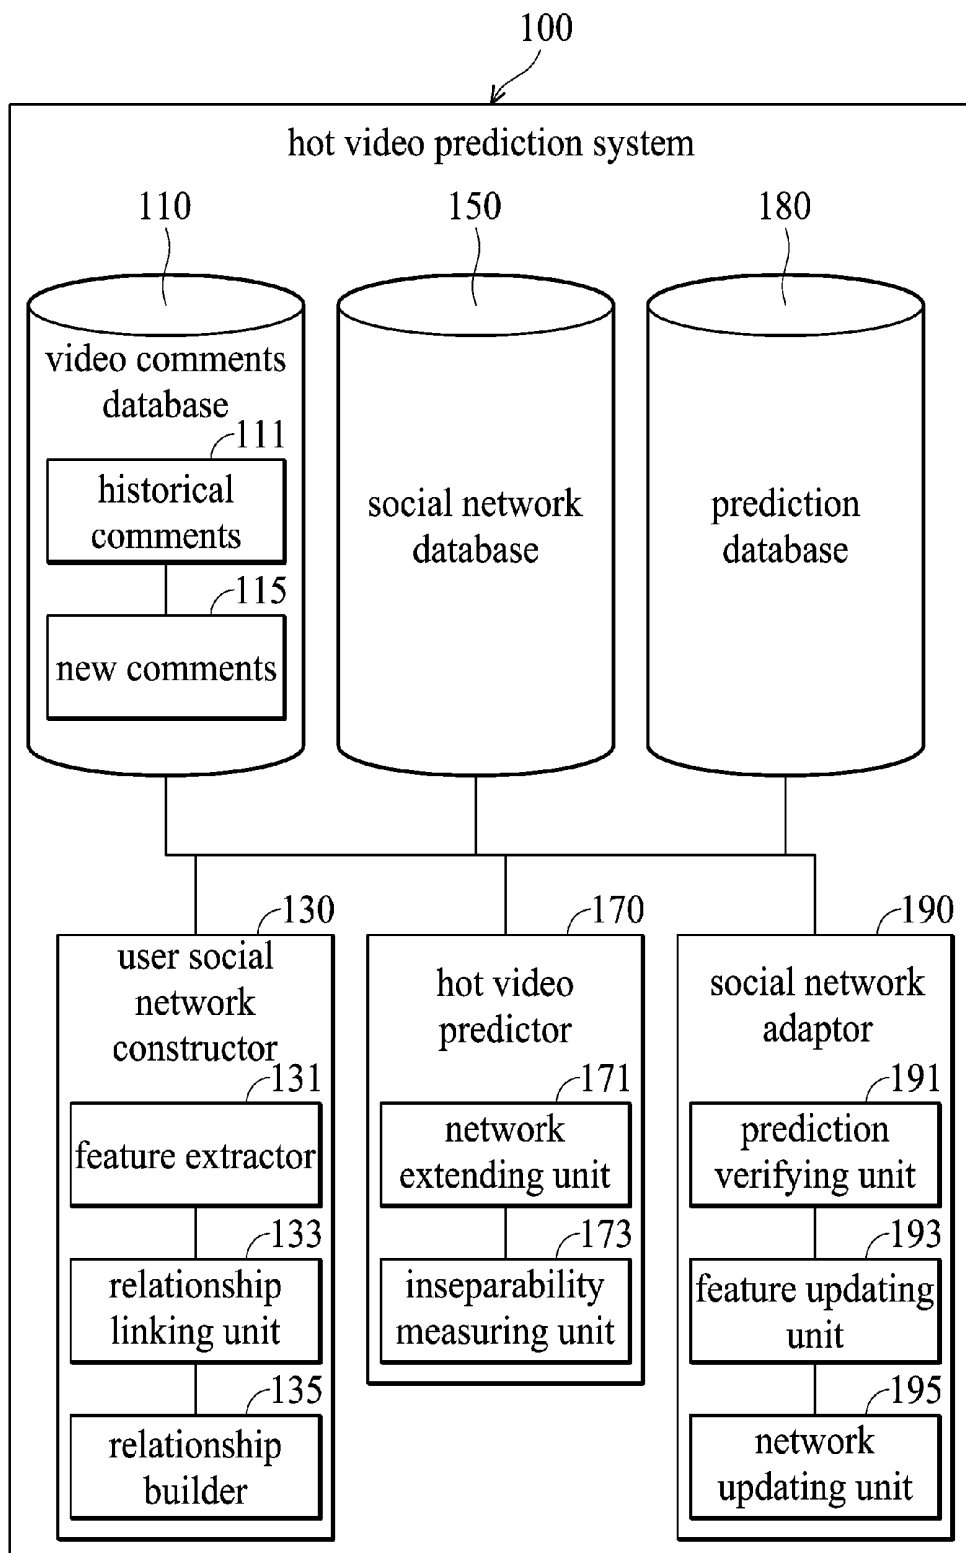 100
hot video prediction system
110
150
180
video comments
database
111
historical
comments
115
new comments
social network
database
prediction
database
130
user social
network
constructor
131
feature extractor
133
relationship
linking unit
135
relationship
builder
170
hot video
predictor
171
network
extending unit
173
inseparability
measuring unit
190
social network
adaptor
191
prediction
verifying unit
193
feature updating
unit
195
network
updating unit